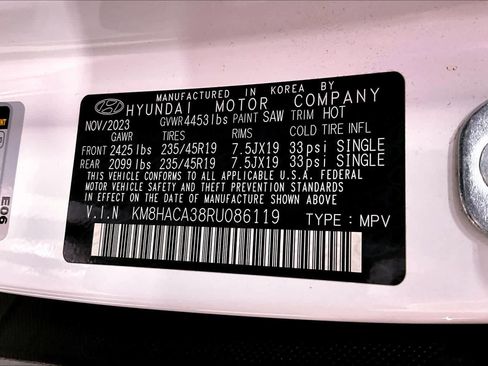 MANUFACTURED IN KOREA BY
HYUNDAI MOTOR COMPANY
NOV/2023 GVWR 4453lbs PAINT SAW TRIM HOT
GAWR TIRES RIMS COLD TIRE INFL
FRONT 2425lbs 235/45R19 7.5JX19 33psi SINGLE
REAR 2099lbs 235/45R19 7.5JX19 33psi SINGLE
THIS VEHICLE CONFORMS TO ALL APPLICABLE U.S.A. FEDERAL
MOTOR VEHICLE SAFETY AND THEFT PREVENTION STANDARDS
IN EFFECT ON THE DATE OF MANUFACTURE SHOWN ABOVE.
V.I.N KM8HACA38RU086119 TYPE : MPV
E06